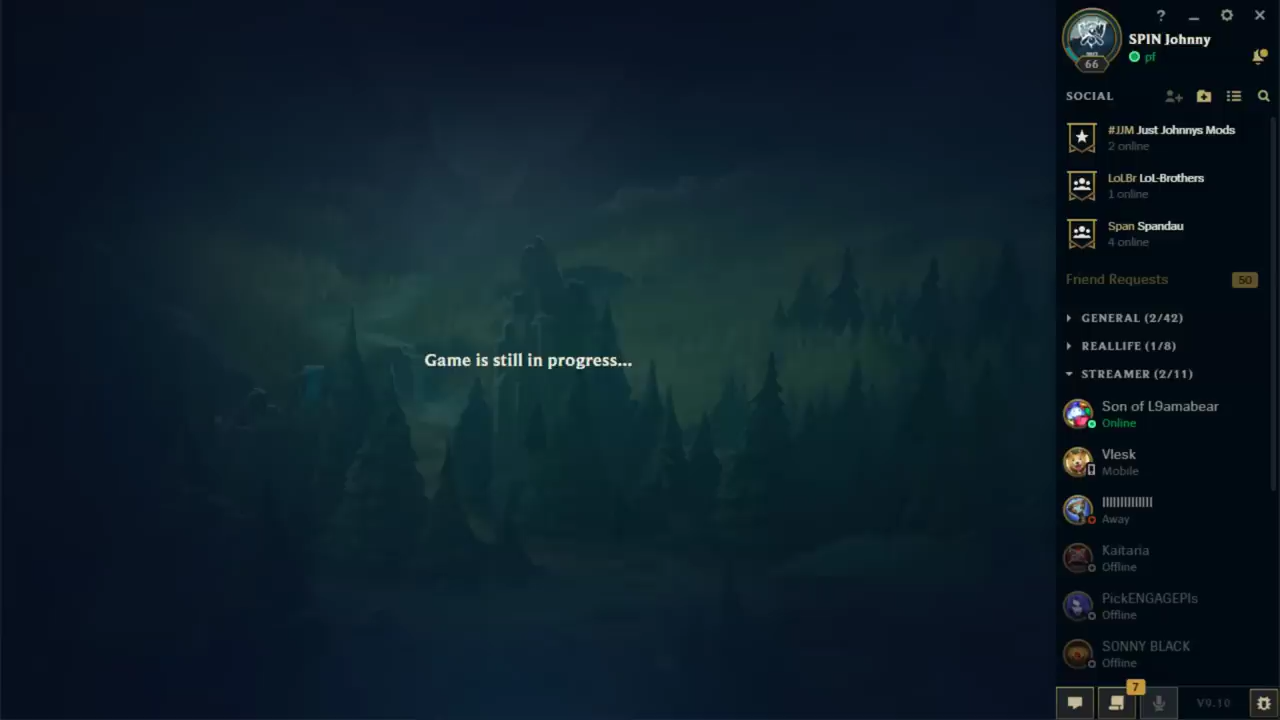 ?
SPIN Johnny
66
pf
SOCIAL
#JJM Just Johnnys Mods
2 online
LoLBr LoL-Brothers
1 online
Span Spandau
4 online
Friend Requests 50
GENERAL (2/42)
REALLIFE (1/8)
STREAMER (2/11)
Son of L9amabear
Online
Vlesk
Mobile
Away
Kaitaria
Offline
PickENGAGEPls
Offline
SONNY BLACK
Offline
7
V9.10
Game is still in progress...